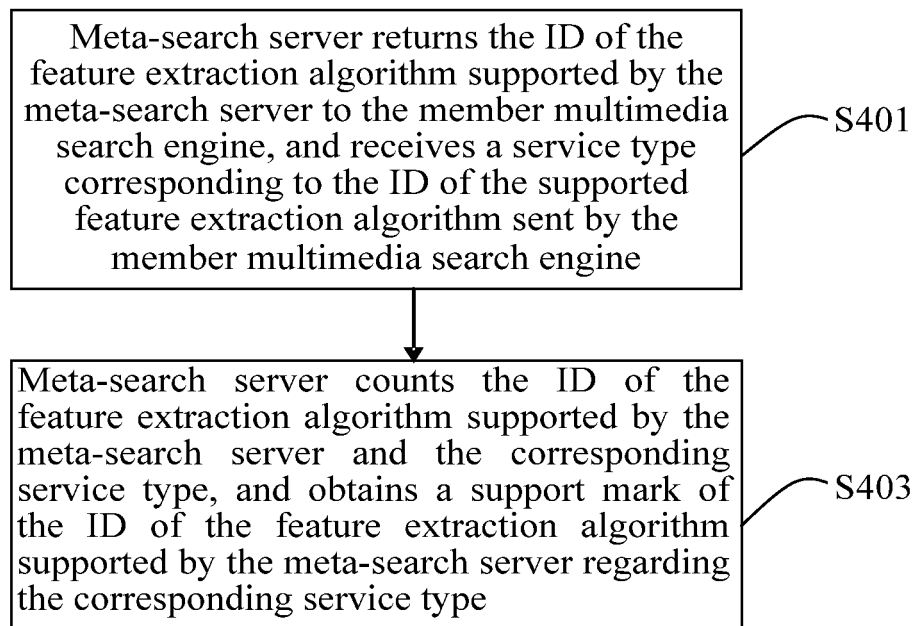 Meta-search server returns the ID of the
feature extraction algorithm supported by the
meta-search server to the member multimedia
search engine, and receives a service type
corresponding to the ID of the supported
feature extraction algorithm sent by the
member multimedia search engine
S401
Meta-search server counts the ID of the
feature extraction algorithm supported by the
meta-search server and the corresponding
service type, and obtains a support mark of
the ID of the feature extraction algorithm
supported by the meta-search server regarding
the corresponding service type
S403